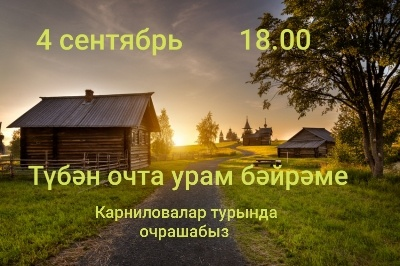 4 сентябрь 18.00
Түбән очта урам бәйрәме
Карниловалар турында
очрашабыз